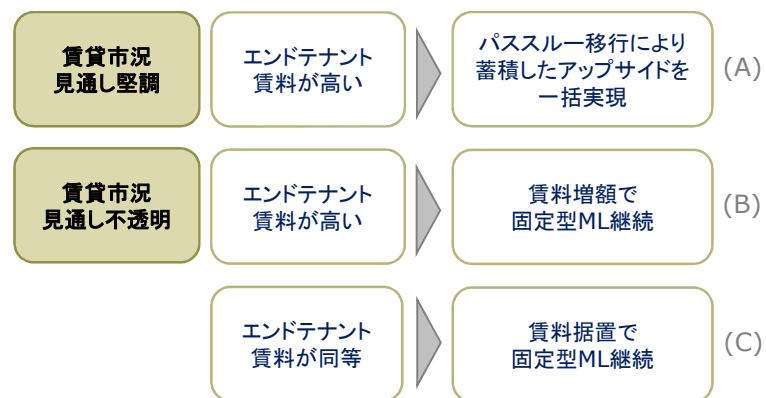 賃貸市況
見通し堅調
エンドテナント
賃料が高い
パススルー移行により
蓄積したアップサイドを
一括実現
(A)
賃貸市況
見通し不透明
エンドテナント
賃料が高い
賃料増額で
固定型ML継続
(B)
エンドテナント
賃料が同等
賃料据置で
固定型ML継続
(C)